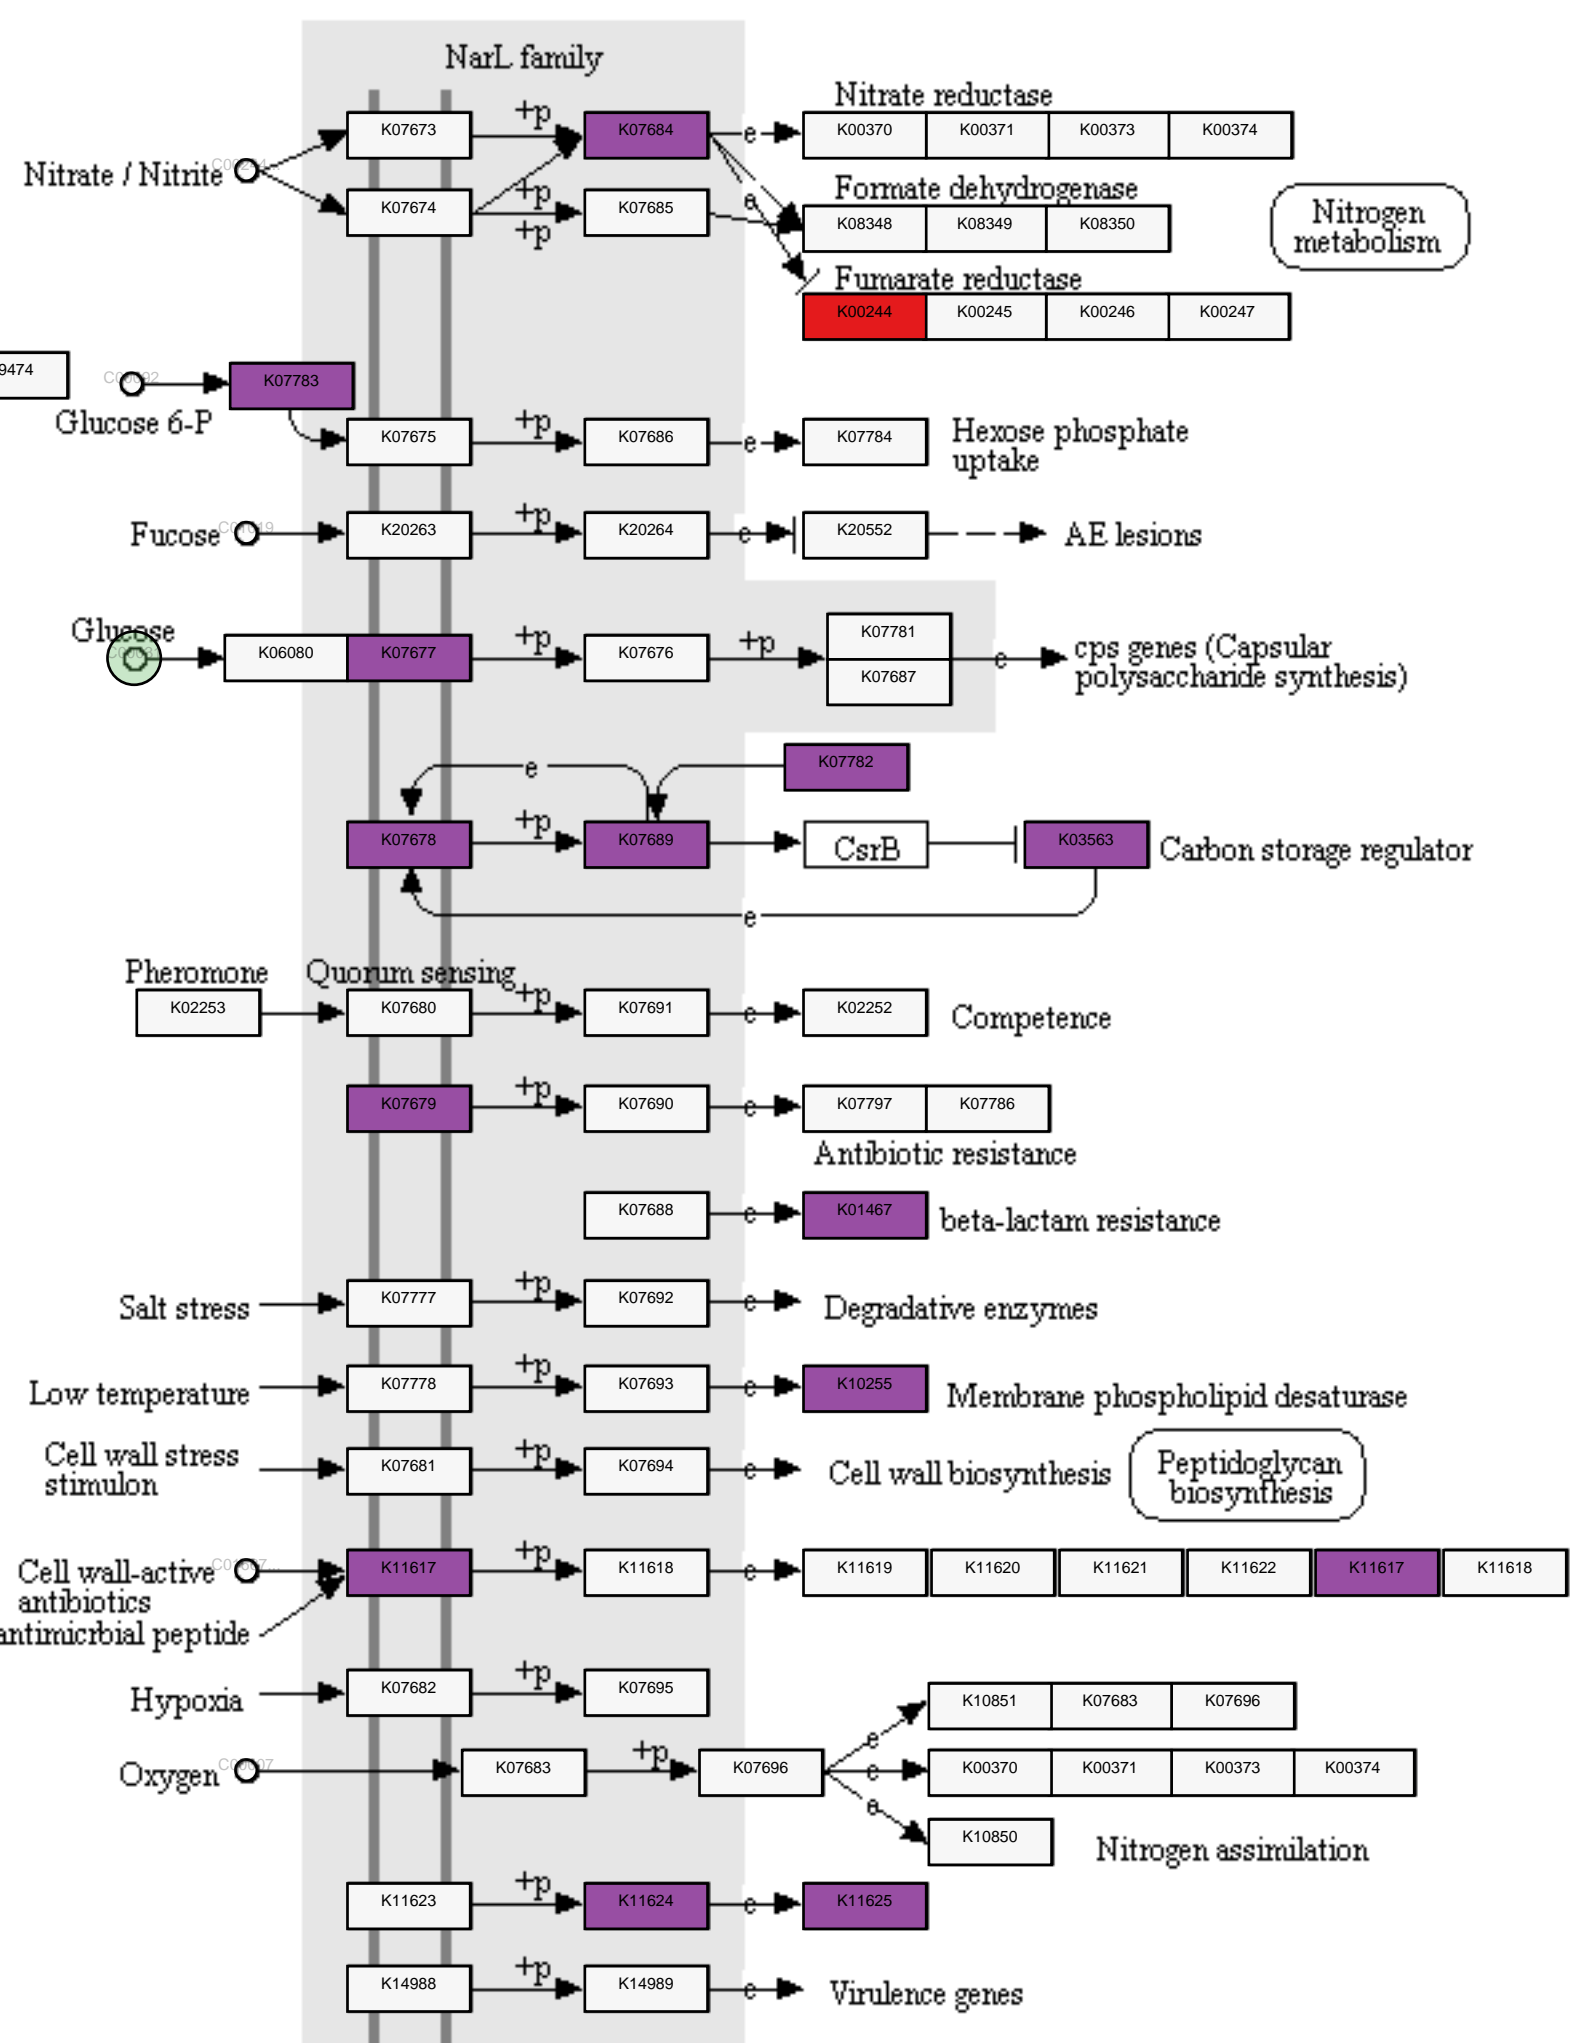 NarL family
Nitrate reductase
K07673 +p K07684 e K00370 K00371 K00373 K00374
Nitrate / Nitrite
Formate dehydrogenase
K07674 +p K07685 e K08348 K08349 K08350
+p
Nitrogen
metabolism
Fumarate reductase
K00244 K00245 K00246 K00247
9474
K07783
Glucose 6-P
K07675 +p K07686 e K07784 Hexose phosphate
uptake
Fucose K20263 +p K20264 e K20552 AE lesions
Glucose
K06080 K07677 +p K07676 +p K07781
K07687
e cps genes (Capsular
polysaccharide synthesis)
e K07782
K07678 +p K07689 CsrB K03563 Carbon storage regulator
e
Pheromone Quorum sensing
K02253 K07680 +p K07691 e K02252 Competence
K07679 +p K07690 e K07797 K07786
Antibiotic resistance
K07688 e K01467 beta-lactam resistance
Salt stress K07777 +p K07692 e Degradative enzymes
Low temperature K07778 +p K07693 e K10255 Membrane phospholipid desaturase
Cell wall stress
stimulon
K07681 +p K07694 e Cell wall biosynthesis
Peptidoglycan
biosynthesis
Cell wall-active
antibiotics
antimicrbial peptide
K11617 +p K11618 e K11619 K11620 K11621 K11622 K11617 K11618
Hypoxia K07682 +p K07695
e K10851 K07683 K07696
Oxygen K07683 +p K07696 e K00370 K00371 K00373 K00374
e K10850 Nitrogen assimilation
K11623 +p K11624 e K11625
K14988 +p K14989 e Virulence genes